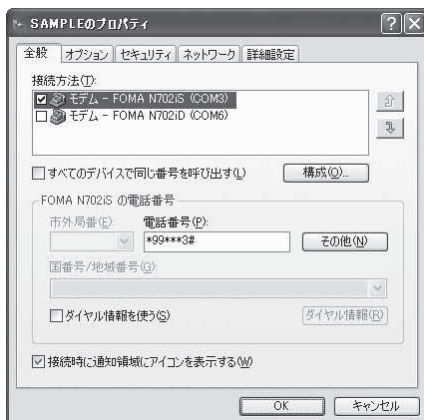 SAMPLEのプロパティ
全般 オプション セキュリティ ネットワーク 詳細設定
接続方法(T):
モデム - FOMA N702iS (COM3)
モデム - FOMA N702iD (COM6)
すべてのデバイスで同じ番号を呼び出す(L) 構成(O)...
FOMA N702iS の電話番号
市外局番(E): 電話番号(P):
*99***3# その他(N)
国番号/地域番号(G):
ダイヤル情報を使う(S) ダイヤル情報(R)
接続時に通知領域にアイコンを表示する(W)
OK キャンセル